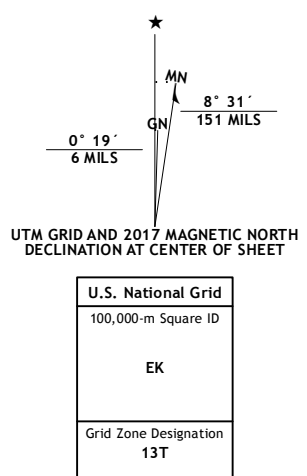 ★
MN
GN
8° 31´
151 MILS
0° 19´
6 MILS
UTM GRID AND 2017 MAGNETIC NORTH
DECLINATION AT CENTER OF SHEET
U.S. National Grid
100,000-m Square ID
EK
Grid Zone Designation
13T